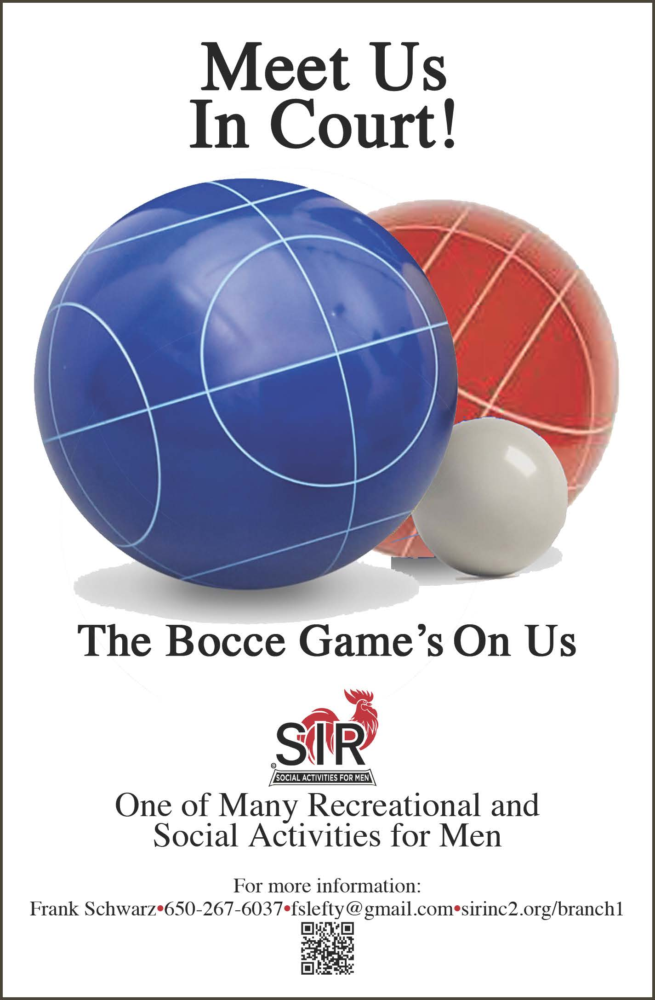 Meet Us
In Court!
The Bocce Game’s On Us
SIR
©
SOCIAL ACTIVITIES FOR MEN
One of Many Recreational and
Social Activities for Men
For more information:
Frank Schwarz•650-267-6037•fslefty@gmail.com•sirinc2.org/branch1